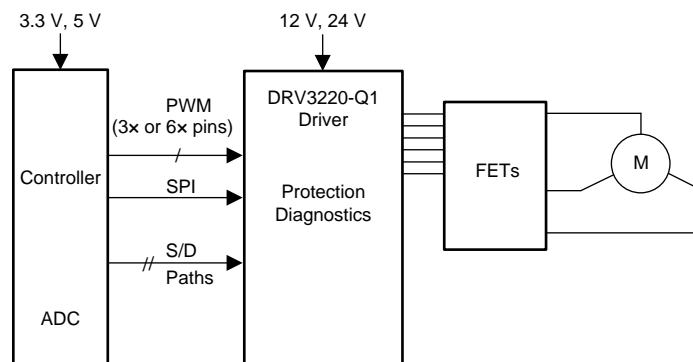 3.3 V, 5 V
12 V, 24 V
PWM
(3× or 6× pins)
DRV3220-Q1
Driver
Controller
SPI
Protection
Diagnostics
FETs
M
S/D
Paths
ADC